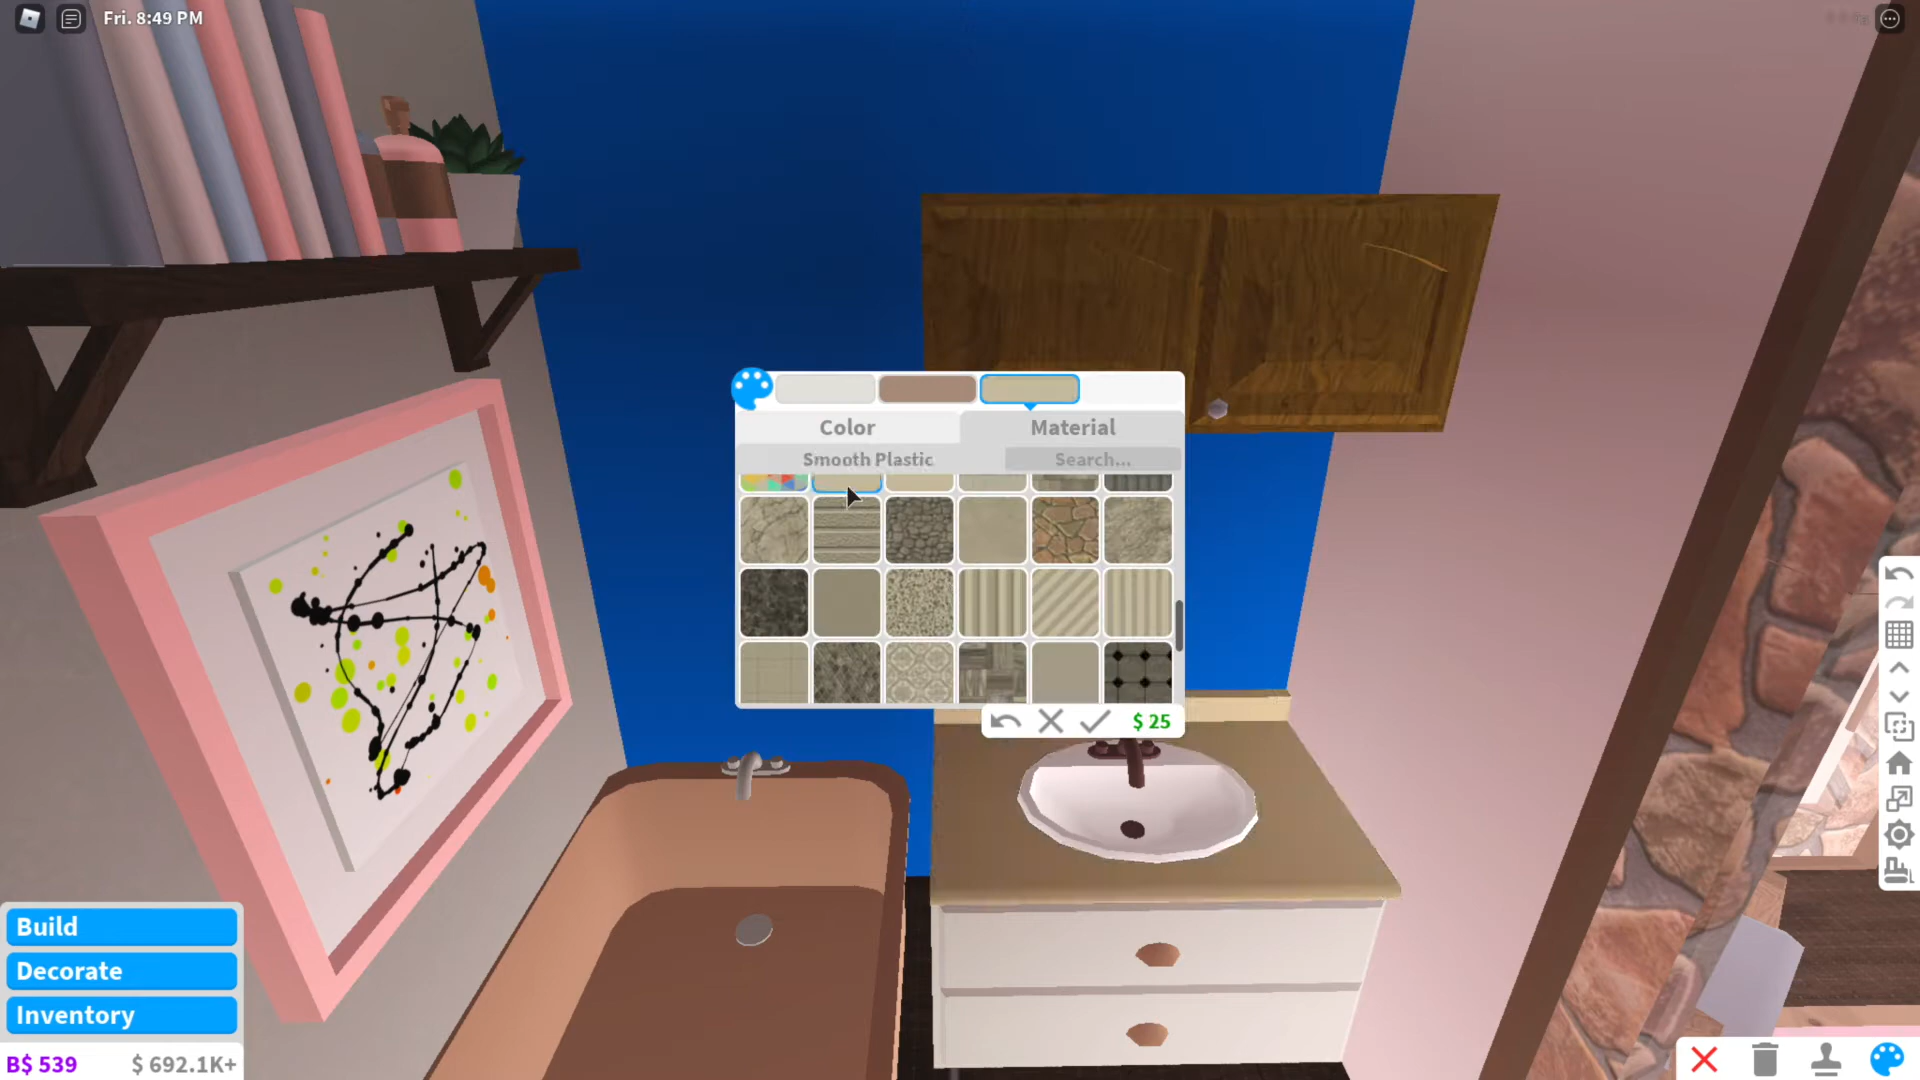 Fri. 8:49 PM
Color
Material
Smooth Plastic
Search...
$ 25
Build
Decorate
Inventory
B$ 539
$ 692.1K+